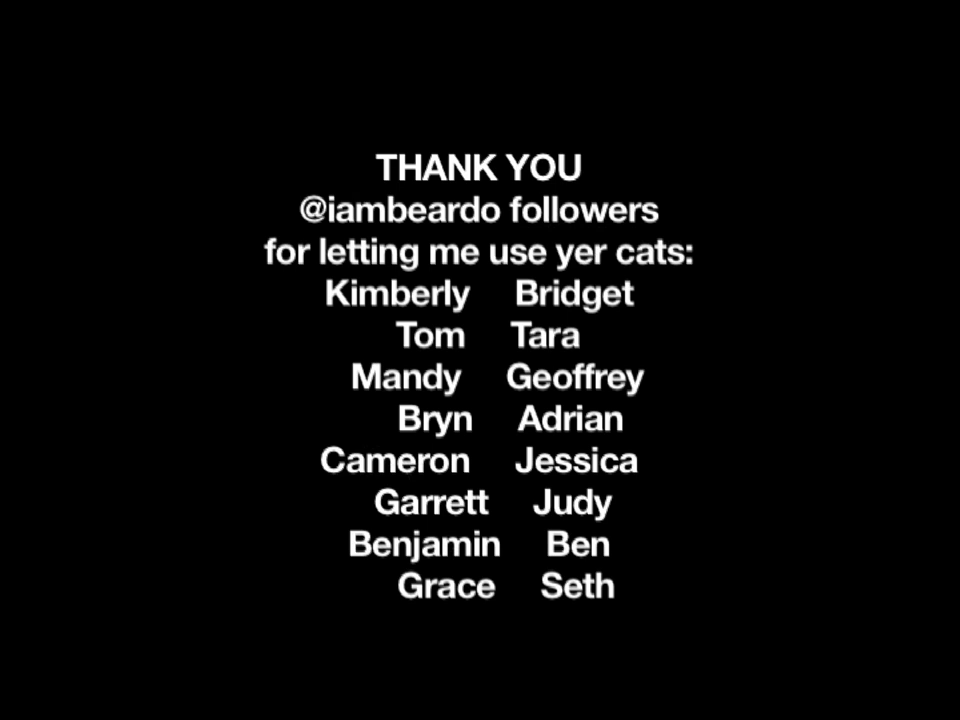 THANK YOU
@iambeardo followers
for letting me use yer cats:
Kimberly Bridget
Tom Tara
Mandy Geoffrey
Bryn Adrian
Cameron Jessica
Garrett Judy
Benjamin Ben
Grace Seth